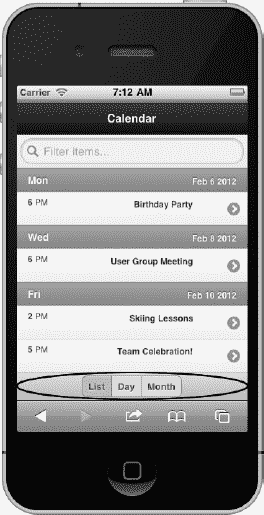 Carrier 7:12 AM
Calendar
Filter items...
Mon Feb 6 2012
6 PM Birthday Party
Wed Feb 8 2012
6 PM User Group Meeting
Fri Feb 10 2012
2 PM Skiing Lessons
5 PM Team Celebration!
List Day Month